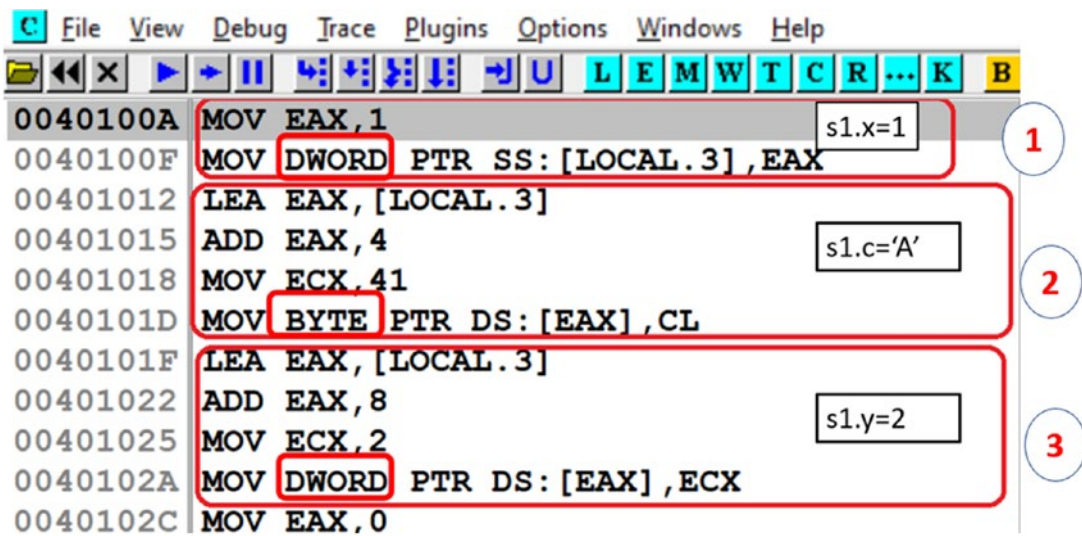 C File View Debug Trace Plugins Options Windows Help
L E M W T C R ... K B
0040100A MOV EAX,1 s1.x=1 1
0040100F MOV DWORD PTR SS:[LOCAL.3],EAX
00401012 LEA EAX,[LOCAL.3]
00401015 ADD EAX,4 s1.c=‘A’
00401018 MOV ECX,41 2
0040101D MOV BYTE PTR DS:[EAX],CL
0040101F LEA EAX,[LOCAL.3]
00401022 ADD EAX,8 s1.y=2
00401025 MOV ECX,2 3
0040102A MOV DWORD PTR DS:[EAX],ECX
0040102C MOV EAX,0